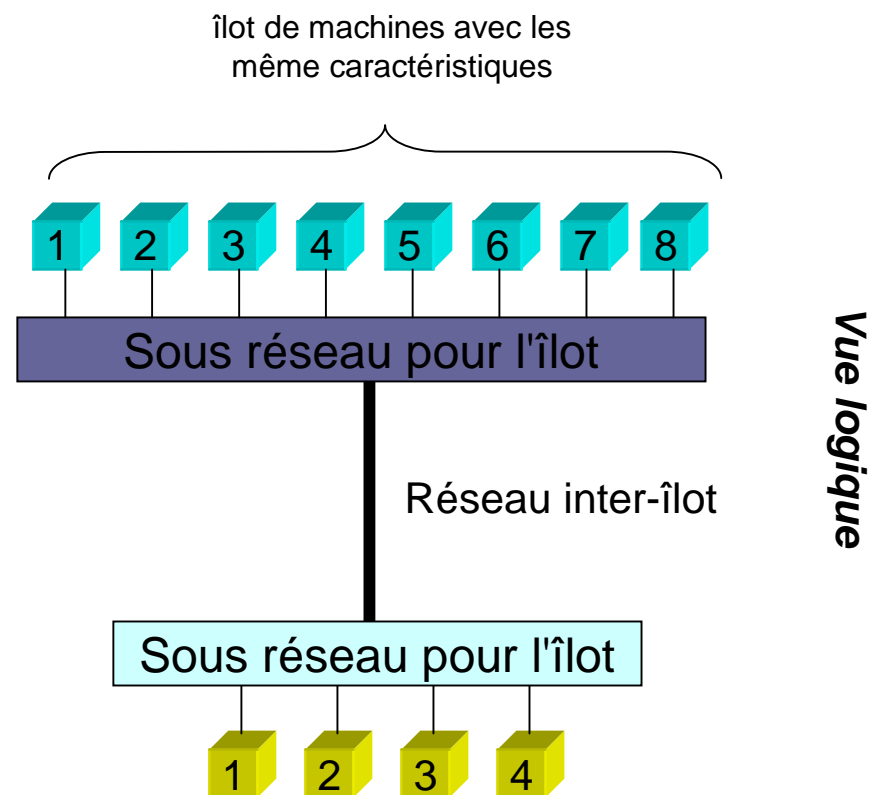 îlot de machines avec les
même caractéristiques
1 2 3 4 5 6 7 8
Sous réseau pour l'îlot
Vue logique
Réseau inter-îlot
Sous réseau pour l'îlot
1 2 3 4